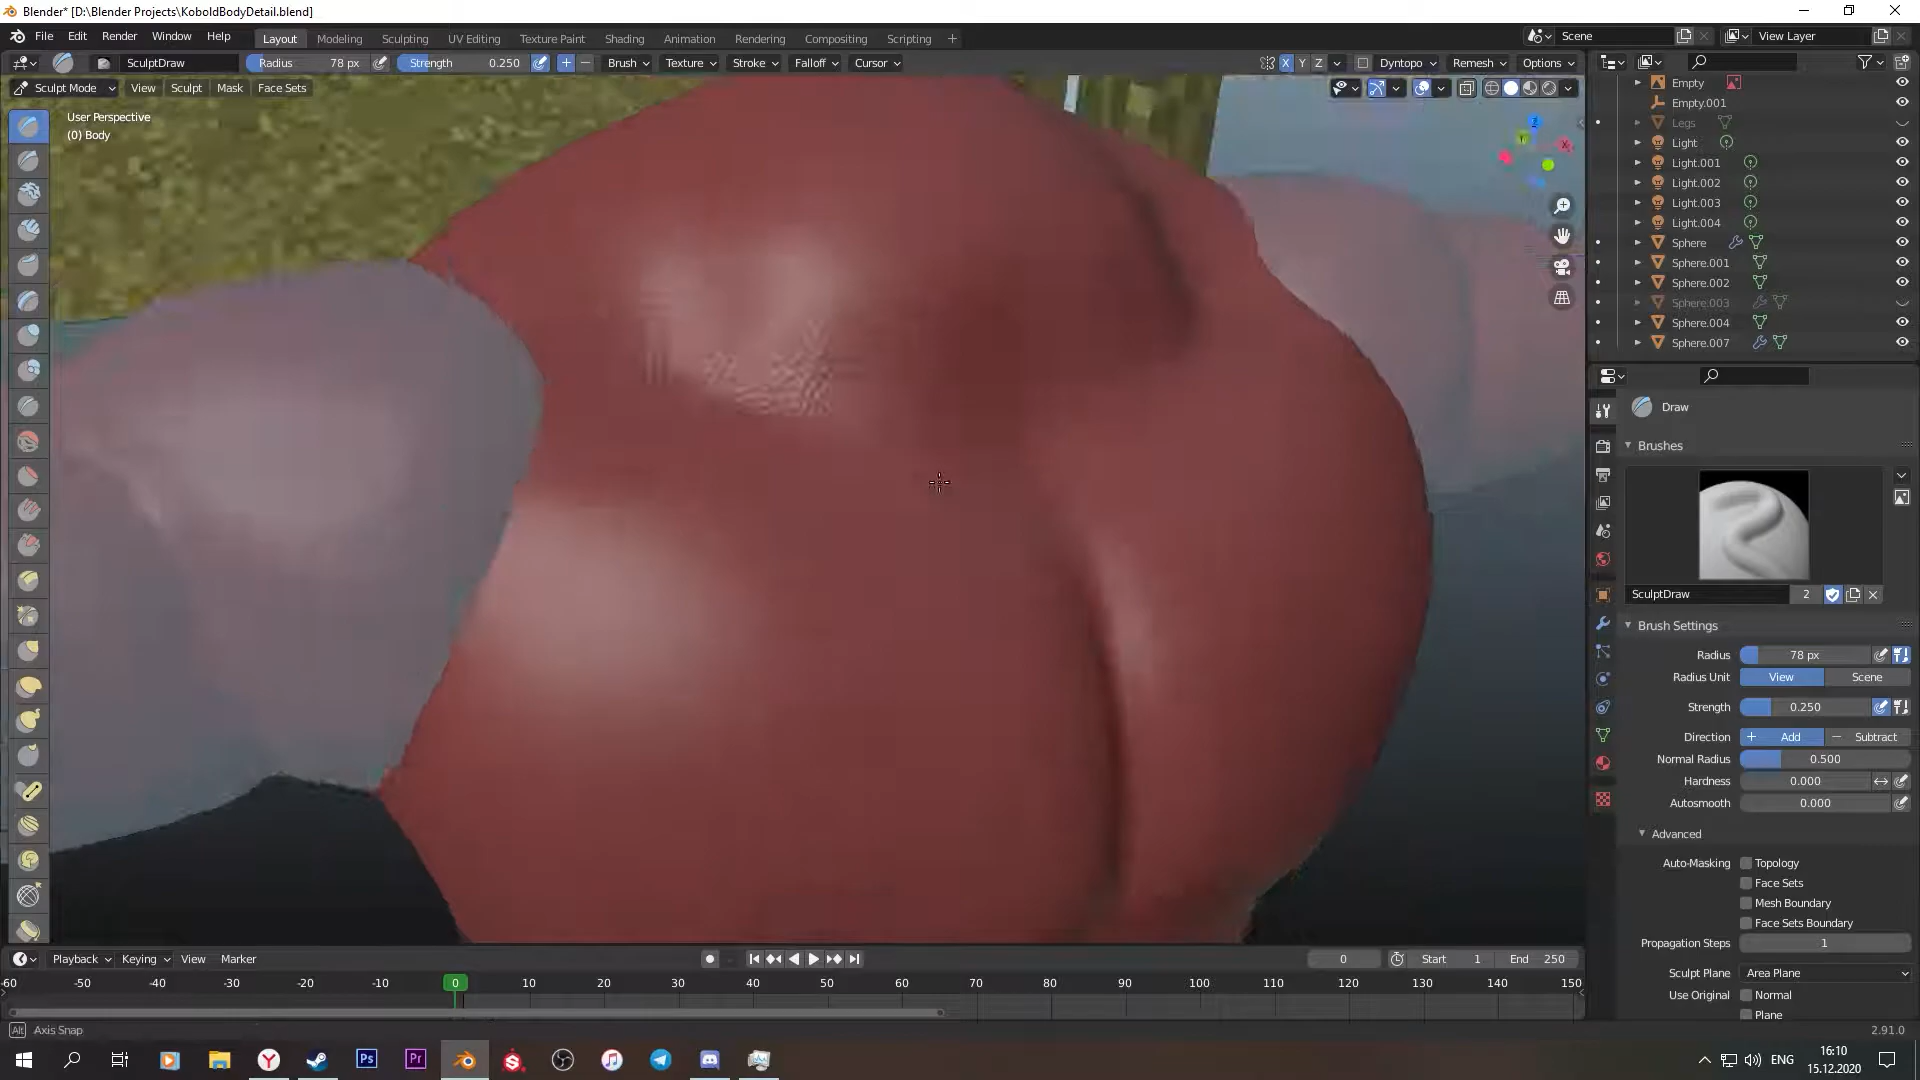 Blender* [D:\Blender Projects\KoboldBodyDetail.blend]
File Edit Render Window Help Layout Modeling Sculpting UV Editing Texture Paint Shading Animation Rendering Compositing Scripting + Scene View Layer
SculptDraw Radius 78 px Strength 0.250 + − Brush Texture Stroke Falloff Cursor X Y Z Dyntopo Remesh Options
Sculpt Mode View Sculpt Mask Face Sets
User Perspective
(0) Body
Empty
Empty.001
Legs
Light
Light.001
Light.002
Light.003
Light.004
Sphere
Sphere.001
Sphere.002
Sphere.003
Sphere.004
Sphere.007
Draw
Brushes
SculptDraw 2
Brush Settings
Radius 78 px
Radius Unit View Scene
Strength 0.250
Direction + Add − Subtract
Normal Radius 0.500
Hardness 0.000
Autosmooth 0.000
Advanced
Auto-Masking Topology
Face Sets
Mesh Boundary
Face Sets Boundary
Propagation Steps 1
Sculpt Plane Area Plane
Use Original Normal
Plane
Playback Keying View Marker 0 Start 1 End 250
-60 -50 -40 -30 -20 -10 0 10 20 30 40 50 60 70 80 90 100 110 120 130 140 150
Alt Axis Snap 2.91.0
Ps Pr ENG 16:10
15.12.2020